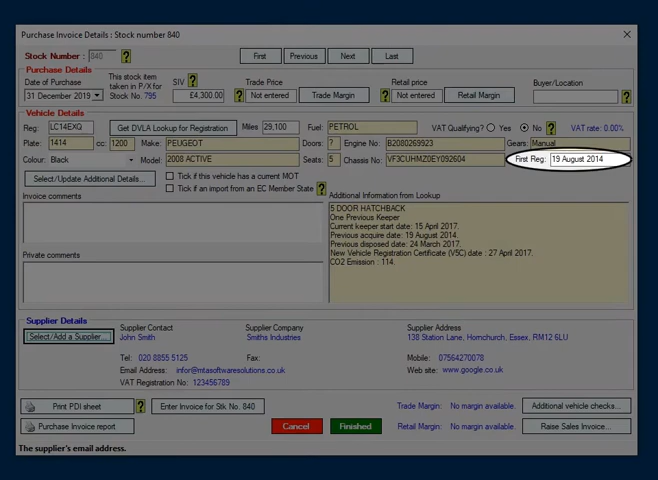 Purchase Invoice Details : Stock number 840
Stock Number : 840 ? First Previous Next Last
Purchase Details
Date of Purchase This stock item taken in P/X for Stock No. 795 SIV ? Trade Price Retail price Buyer/Location
31 December 2019 £4,300.00 ? Not entered Trade Margin ? Not entered Retail Margin ?
Vehicle Details
Reg: LC14EXQ Get DVLA Lookup for Registration Miles 29,100 Fuel: PETROL VAT Qualifying? Yes No ? VAT rate: 0.00%
Plate: 1414 cc: 1200 Make: PEUGEOT Doors: ? Engine No: B2080269923 Gears: Manual
Colour: Black Model: 2008 ACTIVE Seats: 5 Chassis No: VF3CUHMZ0EY092604 First Reg: 19 August 2014
Select/Update Additional Details... Tick if this vehicle has a current MOT
Tick if an import from an EC Member State ?
Invoice comments Additional Information from Lookup
5 DOOR HATCHBACK
One Previous Keeper
Current keeper date: 15 April 2017.
Previous acquire date: 19 August 2014.
Previous disposed date: 24 March 2017.
New Vehicle Registration Certificate (V5C) date : 27 April 2017.
CO2 Emission : 114.
Private comments
Supplier Details
Select/Add a Supplier... Supplier Contact Supplier Company Supplier Address
John Smith Smiths Industries 138 Station Lane, Hornchurch, Essex. RM12 6LU
Tel: 020 8855 5125 Fax: Mobile: 07564270078
Email Address: infor@mtasoftwaresolutions.co.uk Web site: www.google.co.uk
VAT Registration No: 123456789
Print PDI sheet ? Enter Invoice for Stk No. 840 Trade Margin: No margin available. Additional vehicle checks...
Purchase Invoice report Cancel Finished Retail Margin: No margin available. Raise Sales Invoice...
The supplier's email address.